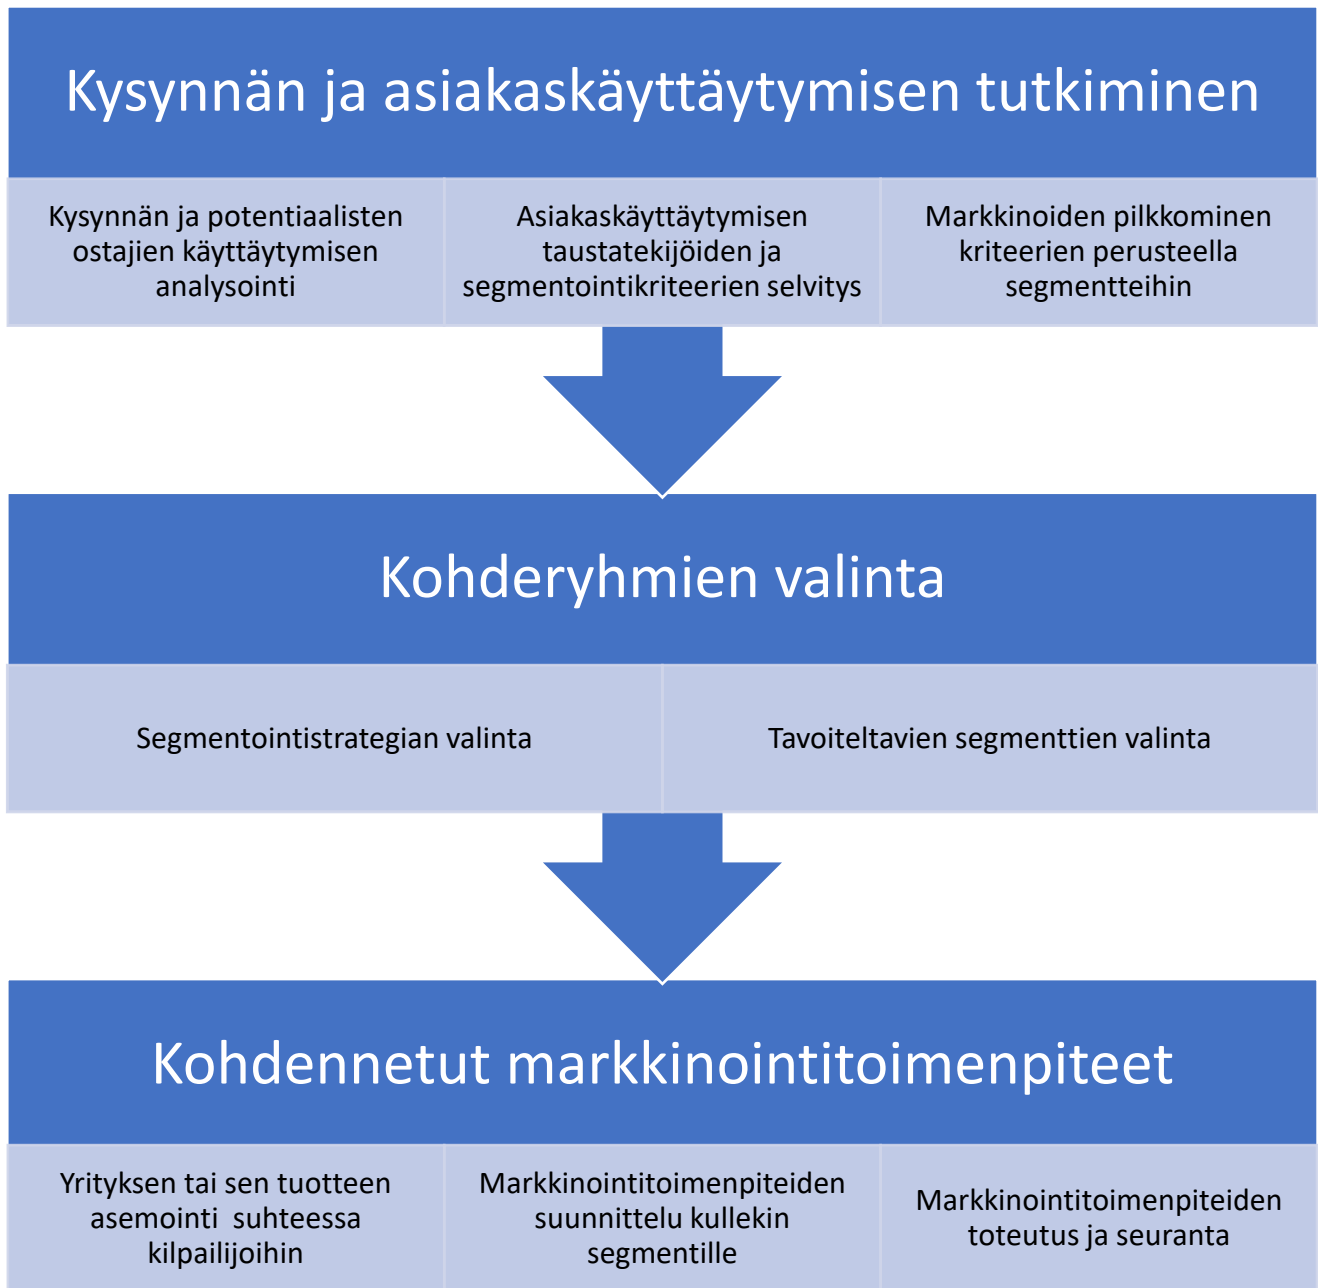 Kysynnän ja asiakaskäyttäytymisen tutkiminen
Kysynnän ja potentiaalisten
ostajien käyttäytymisen
analysointi
Asiakaskäyttäytymisen
taustatekijöiden ja
segmentointikriteerien selvitys
Markkinoiden pilkkominen
kriteerien perusteella
segmentteihin
Kohderyhmien valinta
Segmentointistrategian valinta
Tavoiteltavien segmenttien valinta
Kohdennetut markkinointitoimenpiteet
Yrityksen tai sen tuotteen
asemointi suhteessa
kilpailijoihin
Markkinointitoimenpiteiden
suunnittelu kullekin
segmentille
Markkinointitoimenpiteiden
toteutus ja seuranta